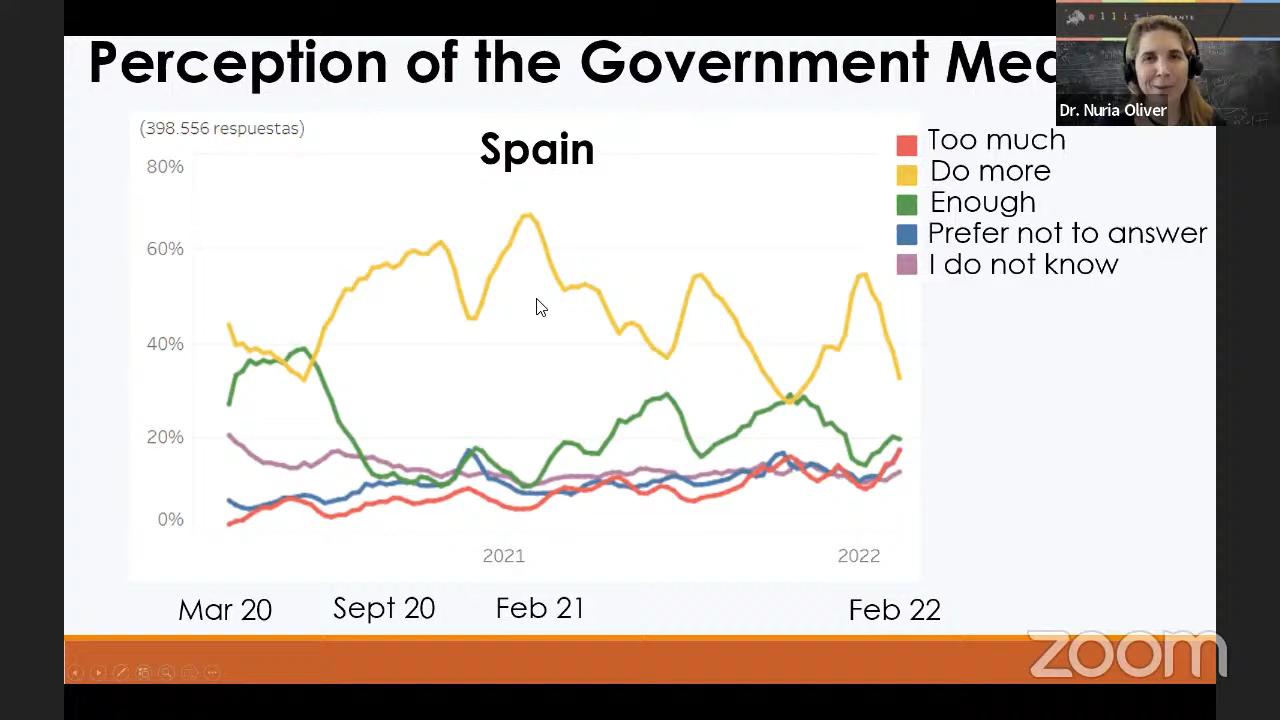 Perception of the Government Mea
Dr. Nuria Oliver
(398.556 respuestas)
Spain
Too much
Do more
Enough
Prefer not to answer
I do not know
80%
60%
40%
20%
0%
2021
2022
Mar 20
Sept 20
Feb 21
Feb 22
zoom